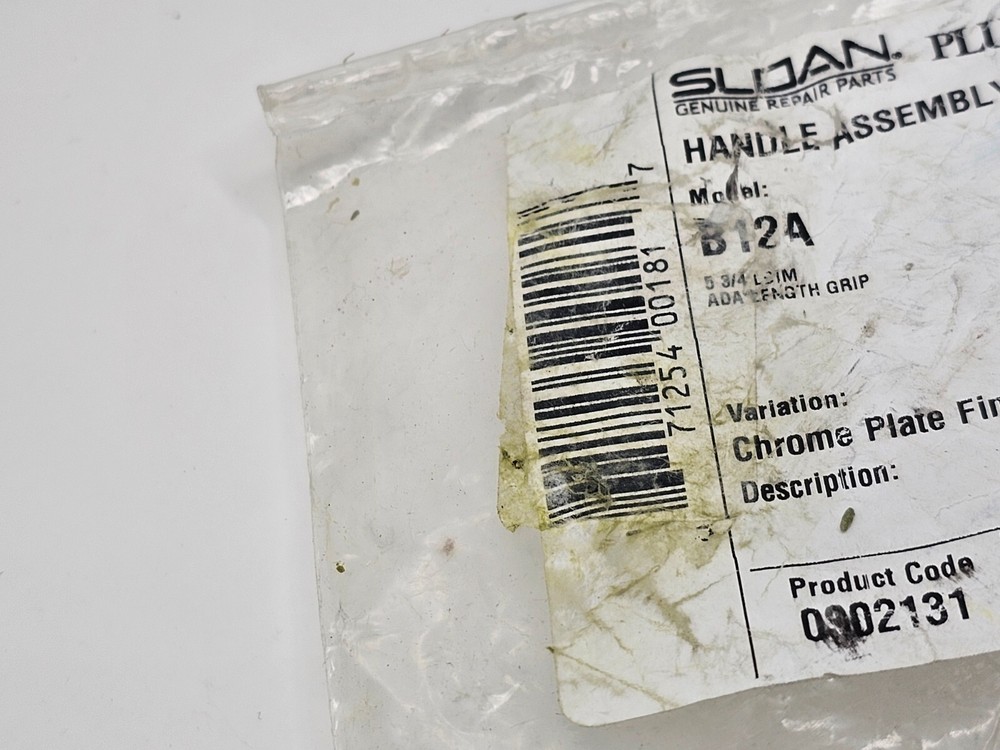 SLOAN. PLU
GENUINE REPAIR PARTS
HANDLE ASSEMBLY
Model:
B12A
5 3/4
ADA LENGTH GRIP
Variation:
Chrome Plate Fin
Description:
Product Code
0302131
71254 00181 7